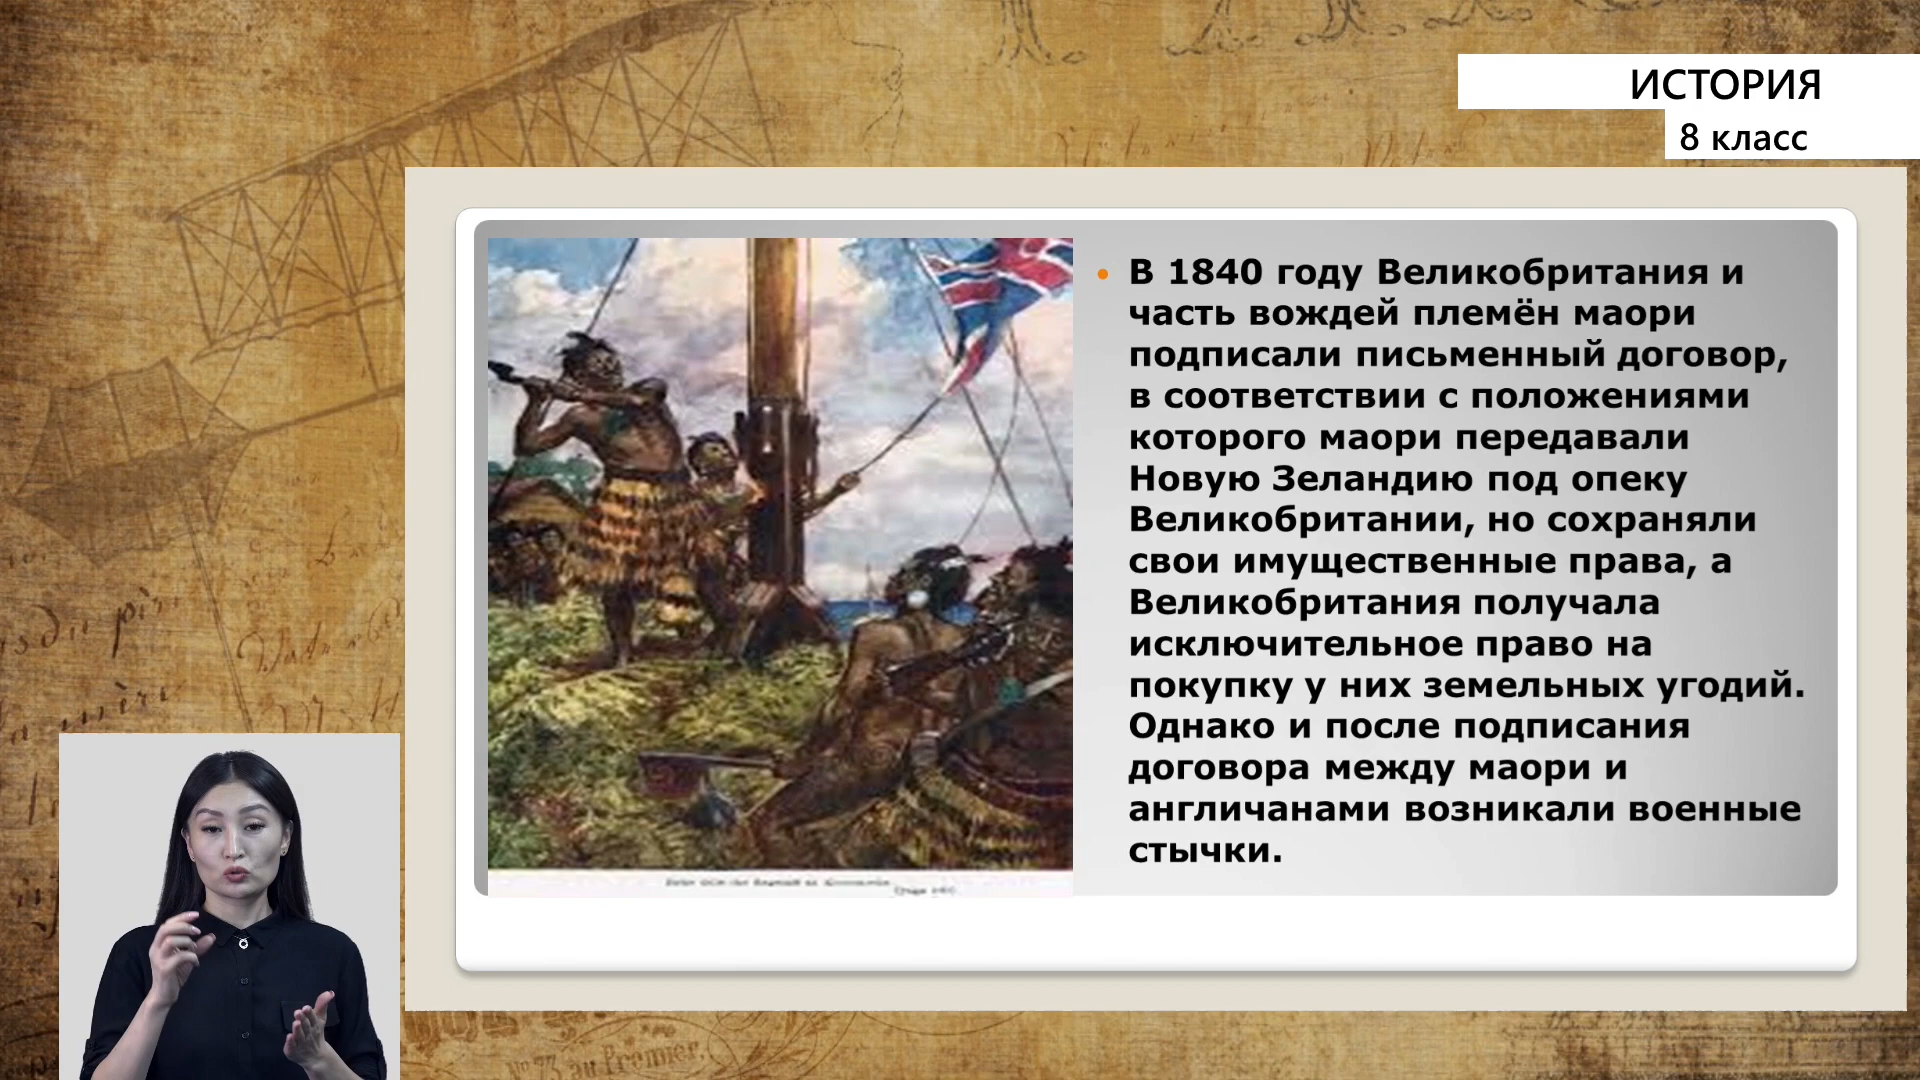 ИСТОРИЯ
8 класс
В 1840 году Великобритания и
часть вождей племён маори
подписали письменный договор,
в соответствии с положениями
которого маори передавали
Новую Зеландию под опеку
Великобритании, но сохраняли
свои имущественные права, а
Великобритания получала
исключительное право на
покупку у них земельных угодий.
Однако и после подписания
договора между маори и
англичанами возникали военные
стычки.